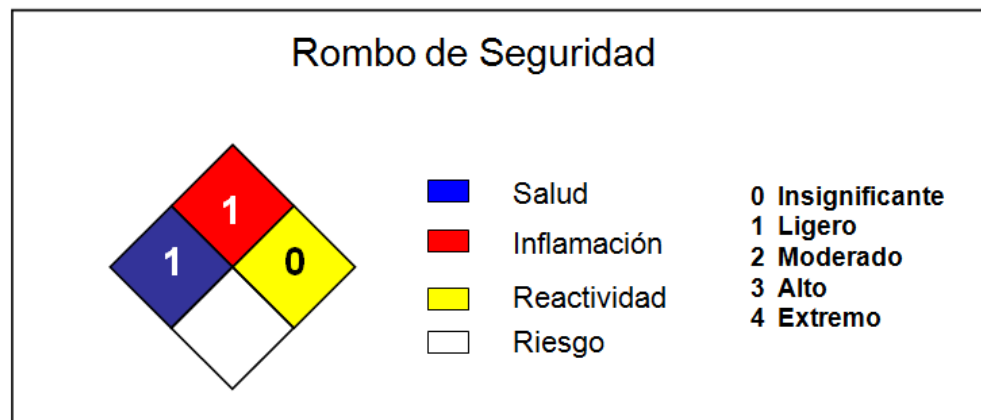 Rombo de Seguridad
1
1
0
Salud
Inflamación
Reactividad
Riesgo
0 Insignificante
1 Ligero
2 Moderado
3 Alto
4 Extremo